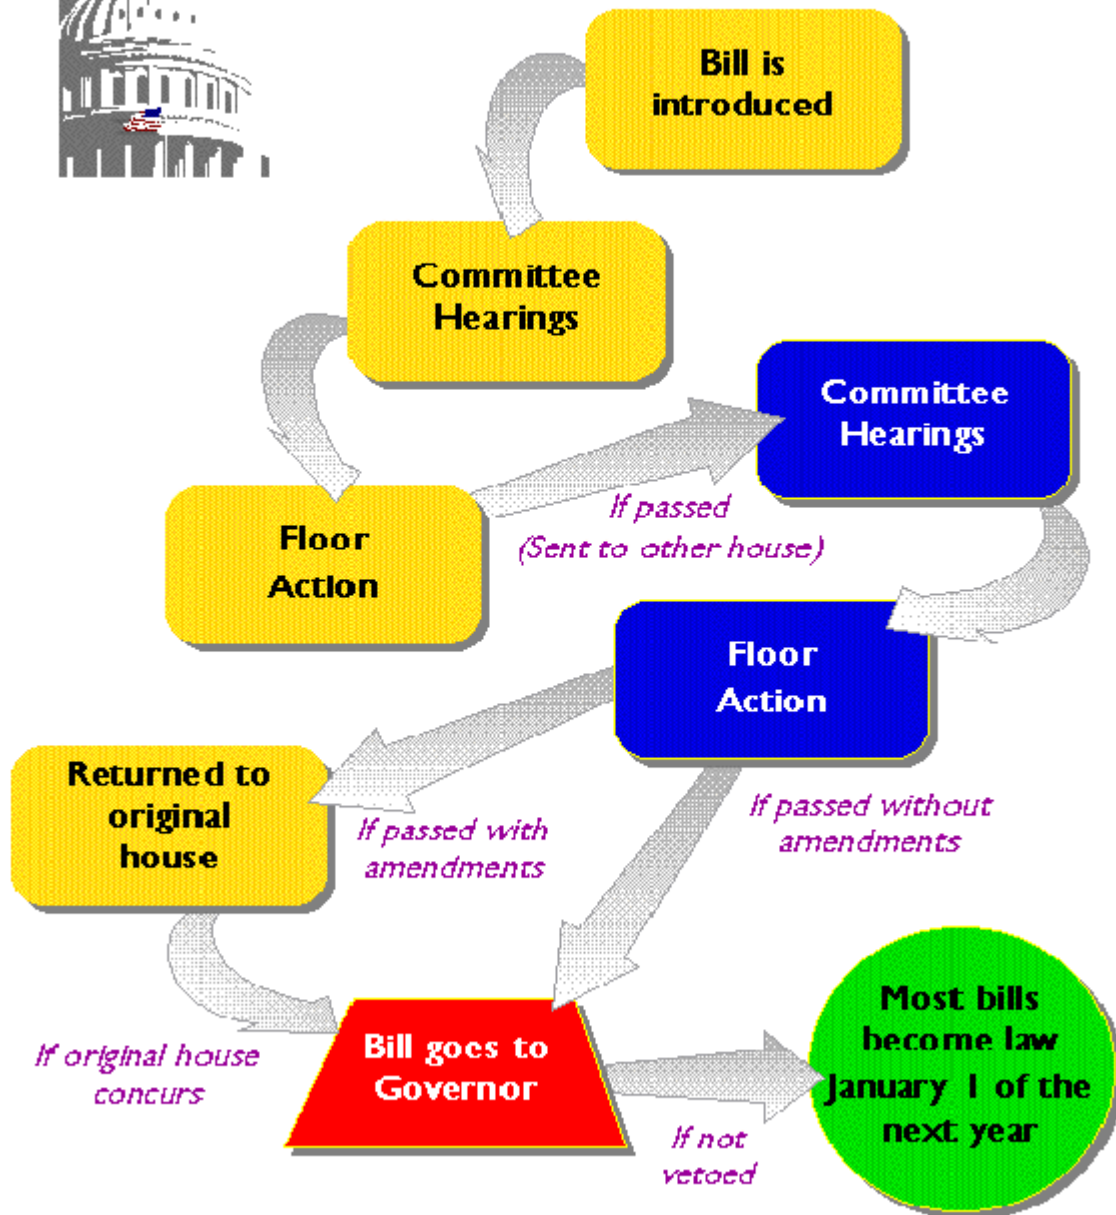 Bill is
introduced
Committee
Hearings
Committee
Hearings
If passed
(Sent to other house)
Floor
Action
Floor
Action
Returned to
original
house
If passed with
amendments
If passed without
amendments
If original house
concurs
Bill goes to
Governor
If not
vetoed
Most bills
become law
January 1 of the
next year